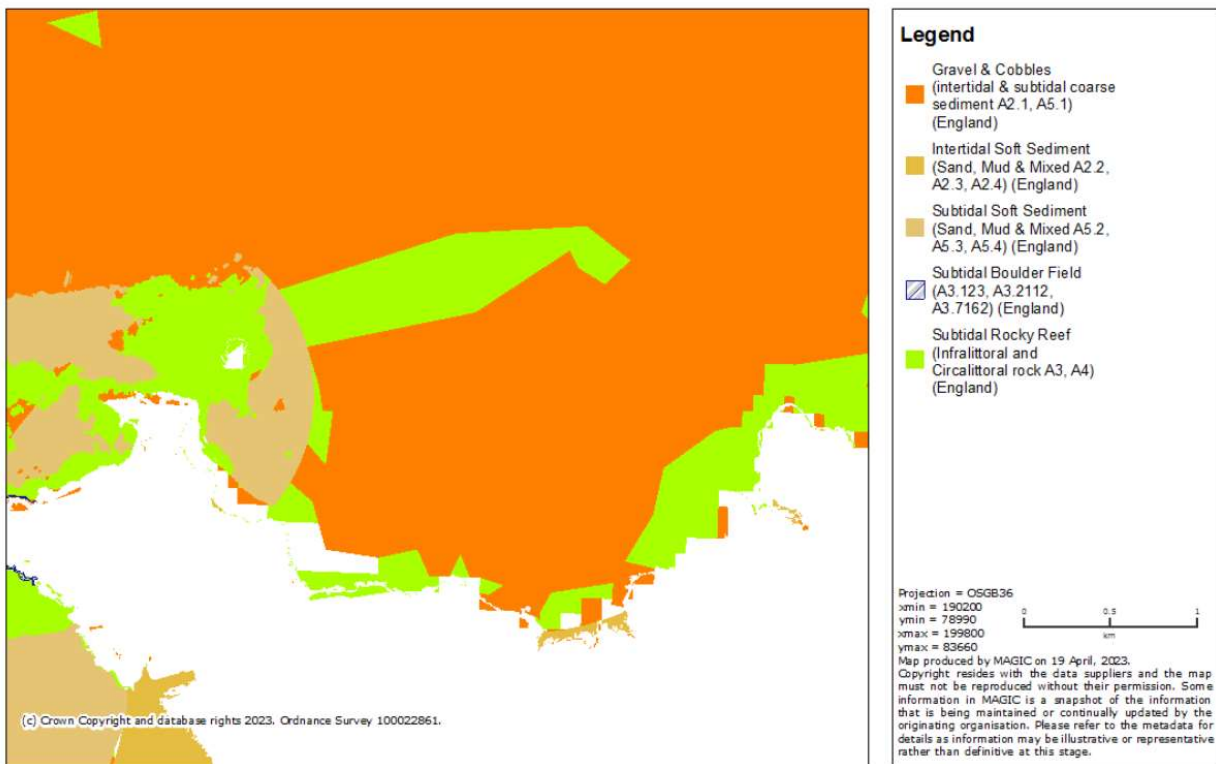 Legend
Gravel & Cobbles
(intertidal & subtidal coarse
sediment A2.1, A5.1)
(England)
Intertidal Soft Sediment
(Sand, Mud & Mixed A2.2,
A2.3, A2.4) (England)
Subtidal Soft Sediment
(Sand, Mud & Mixed A5.2,
A5.3, A5.4) (England)
Subtidal Boulder Field
(A3.123, A3.2112,
A3.7162) (England)
Subtidal Rocky Reef
(Infralittoral and
Circalittoral rock A3, A4)
(England)
Projection = OSGB36
xmin = 190200
ymin = 78990
xmax = 199800
ymax = 83660
0 0.5 1
km
Map produced by MAGIC on 19 April, 2023.
Copyright resides with the data suppliers and the map
must not be reproduced without their permission. Some
information in MAGIC is a snapshot of the information
that is being maintained or continually updated by the
originating organisation. Please refer to the metadata for
details as information may be illustrative or representative
rather than definitive at this stage.
(c) Crown Copyright and database rights 2023. Ordnance Survey 100022861.